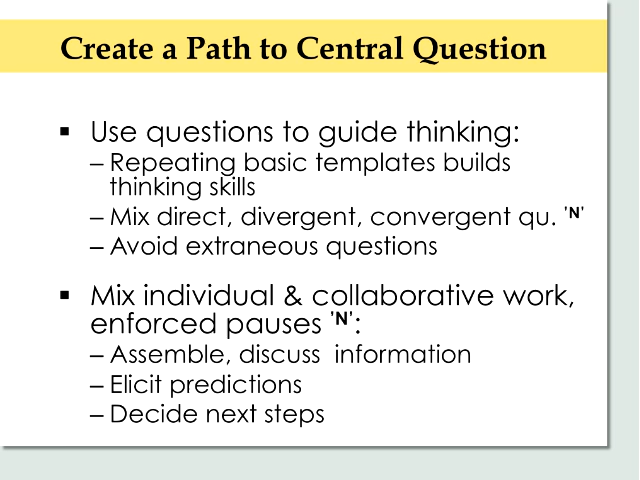 Create a Path to Central Question
▪ Use questions to guide thinking:
– Repeating basic templates builds
thinking skills
– Mix direct, divergent, convergent qu. 'N'
– Avoid extraneous questions
▪ Mix individual & collaborative work,
enforced pauses 'N':
– Assemble, discuss  information
– Elicit predictions
– Decide next steps